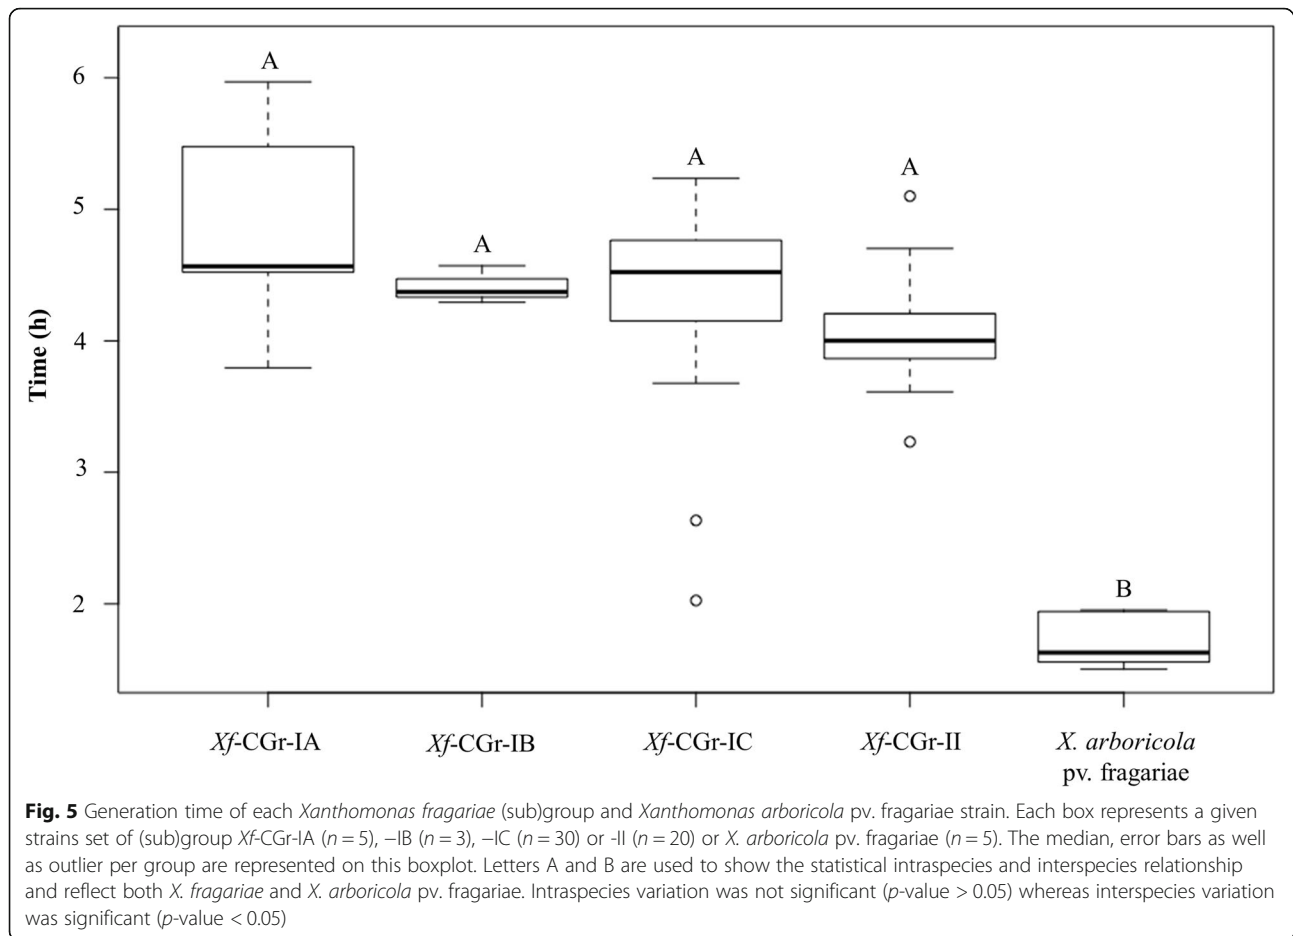 A
6
A
A
5
A
Time (h)
4
3
B
2
Xf-CGr-IA Xf-CGr-IB Xf-CGr-IC Xf-CGr-II X. arboricola
pv. fragariae
Fig. 5 Generation time of each Xanthomonas fragariae (sub)group and Xanthomonas arboricola pv. fragariae strain. Each box represents a given
strains set of (sub)group Xf-CGr-IA (n = 5), −IB (n = 3), −IC (n = 30) or -II (n = 20) or X. arboricola pv. fragariae (n = 5). The median, error bars as well
as outlier per group are represented on this boxplot. Letters A and B are used to show the statistical intraspecies and interspecies relationship
and reflect both X. fragariae and X. arboricola pv. fragariae. Intraspecies variation was not significant (p-value > 0.05) whereas interspecies variation
was significant (p-value < 0.05)